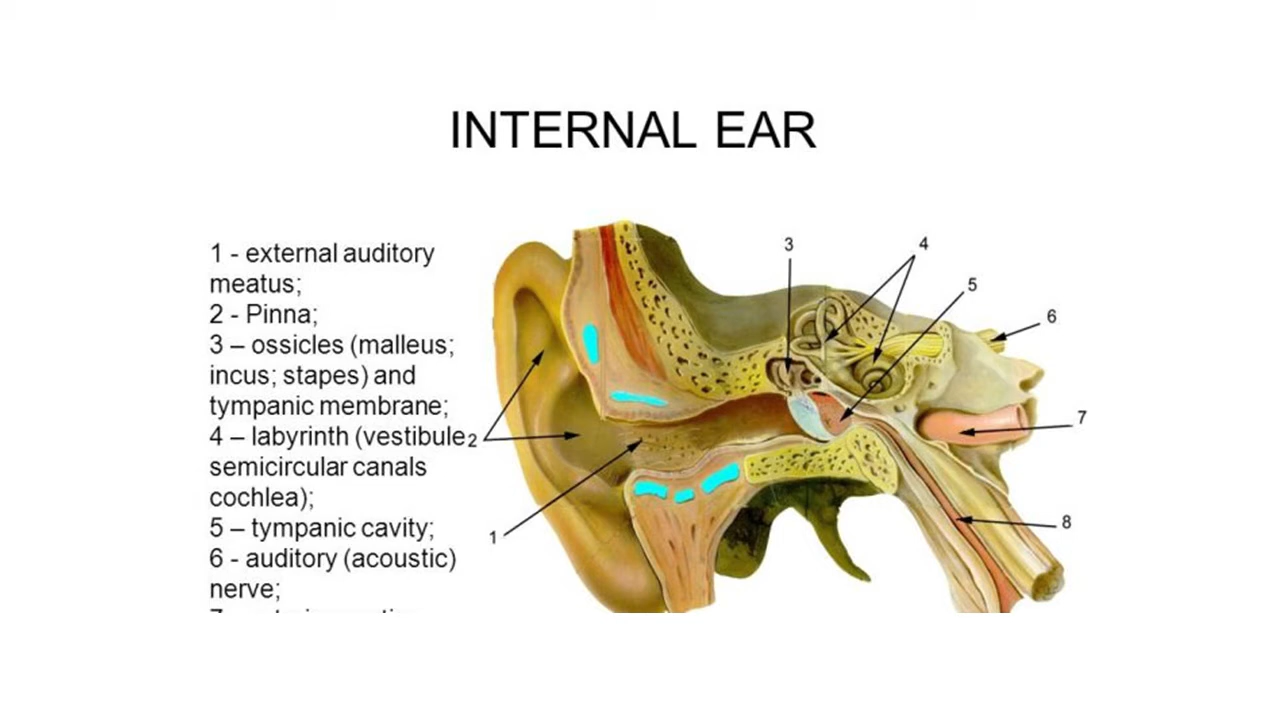 INTERNAL EAR
1 - external auditory
meatus;
2 - Pinna;
3 – ossicles (malleus;
incus; stapes) and
tympanic membrane;
4 – labyrinth (vestibule
semicircular canals
cochlea);
5 – tympanic cavity;
6 - auditory (acoustic)
nerve;
3
4
5
6
7
2
8
1